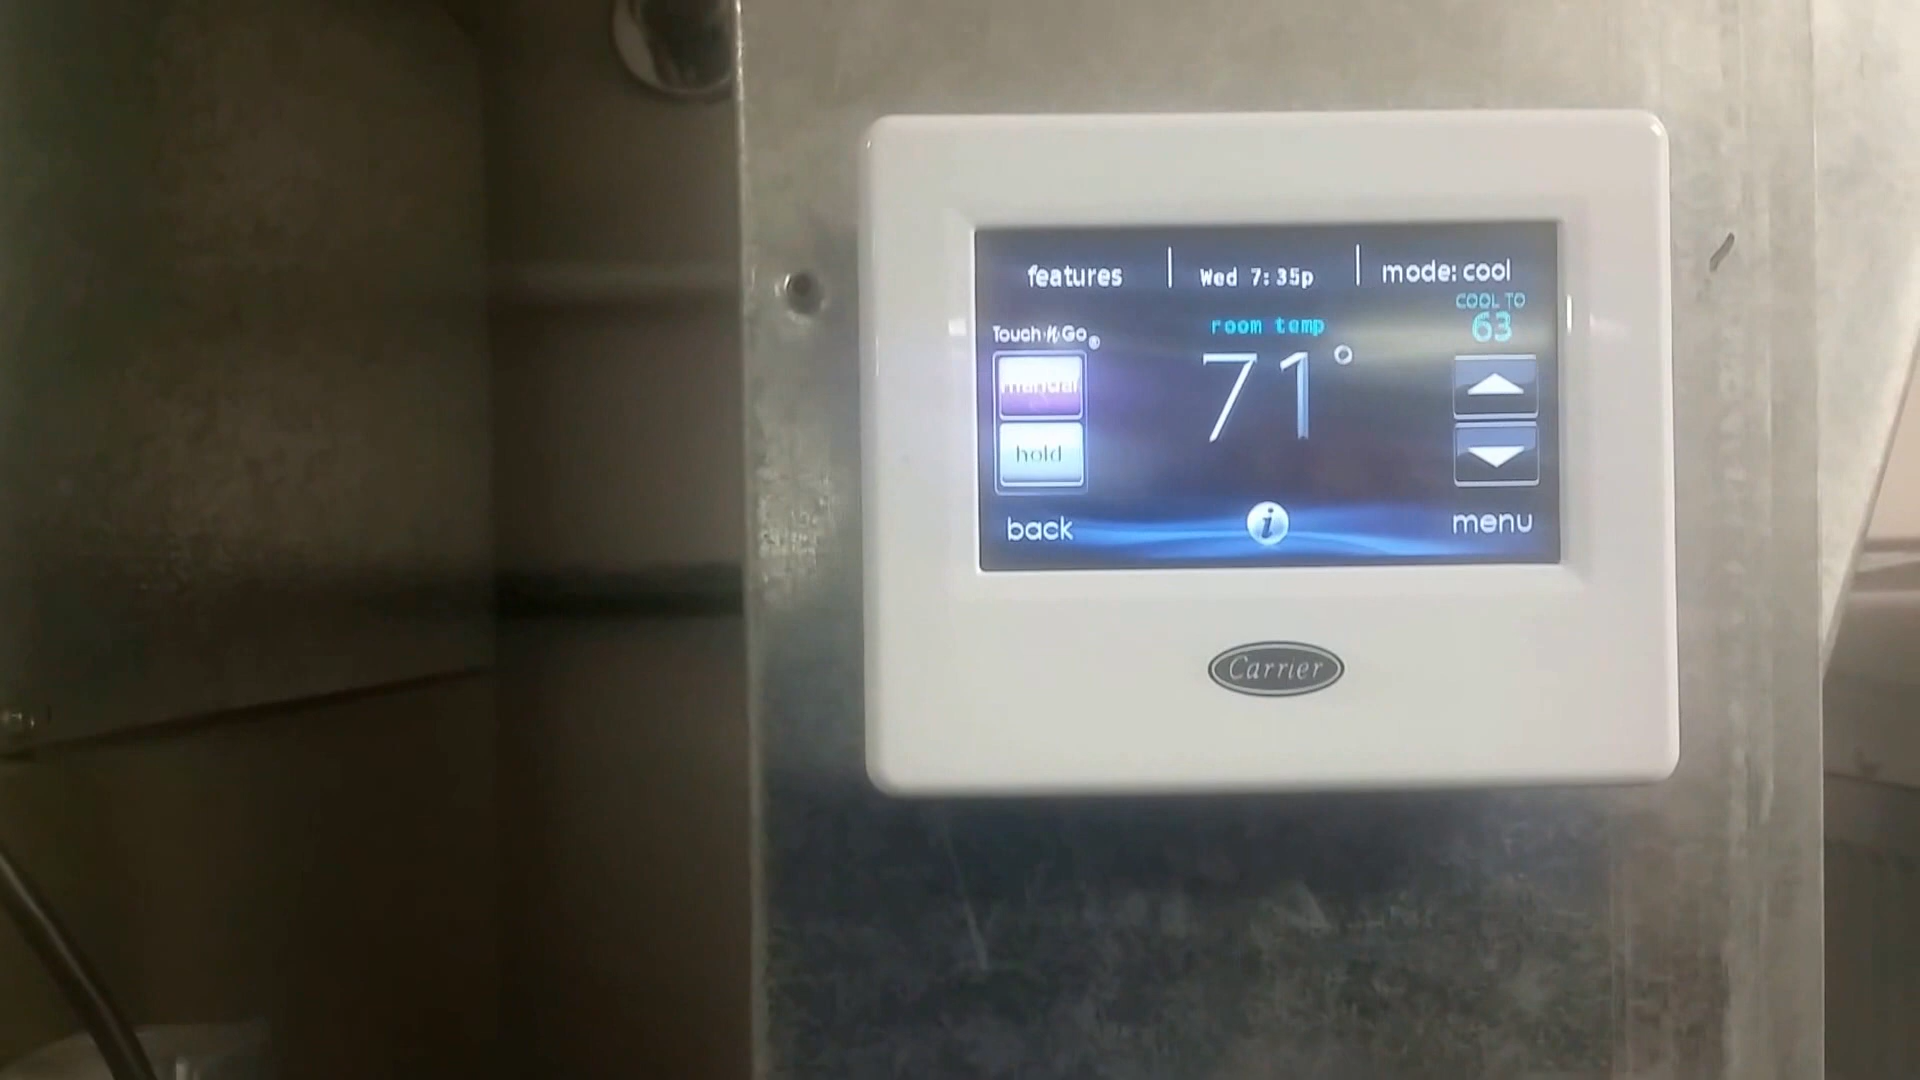 features | Wed 7:35p | mode: cool
COOL TO
63
room temp
71°
Touch·N·Go®
manual
hold
back
i
menu
Carrier